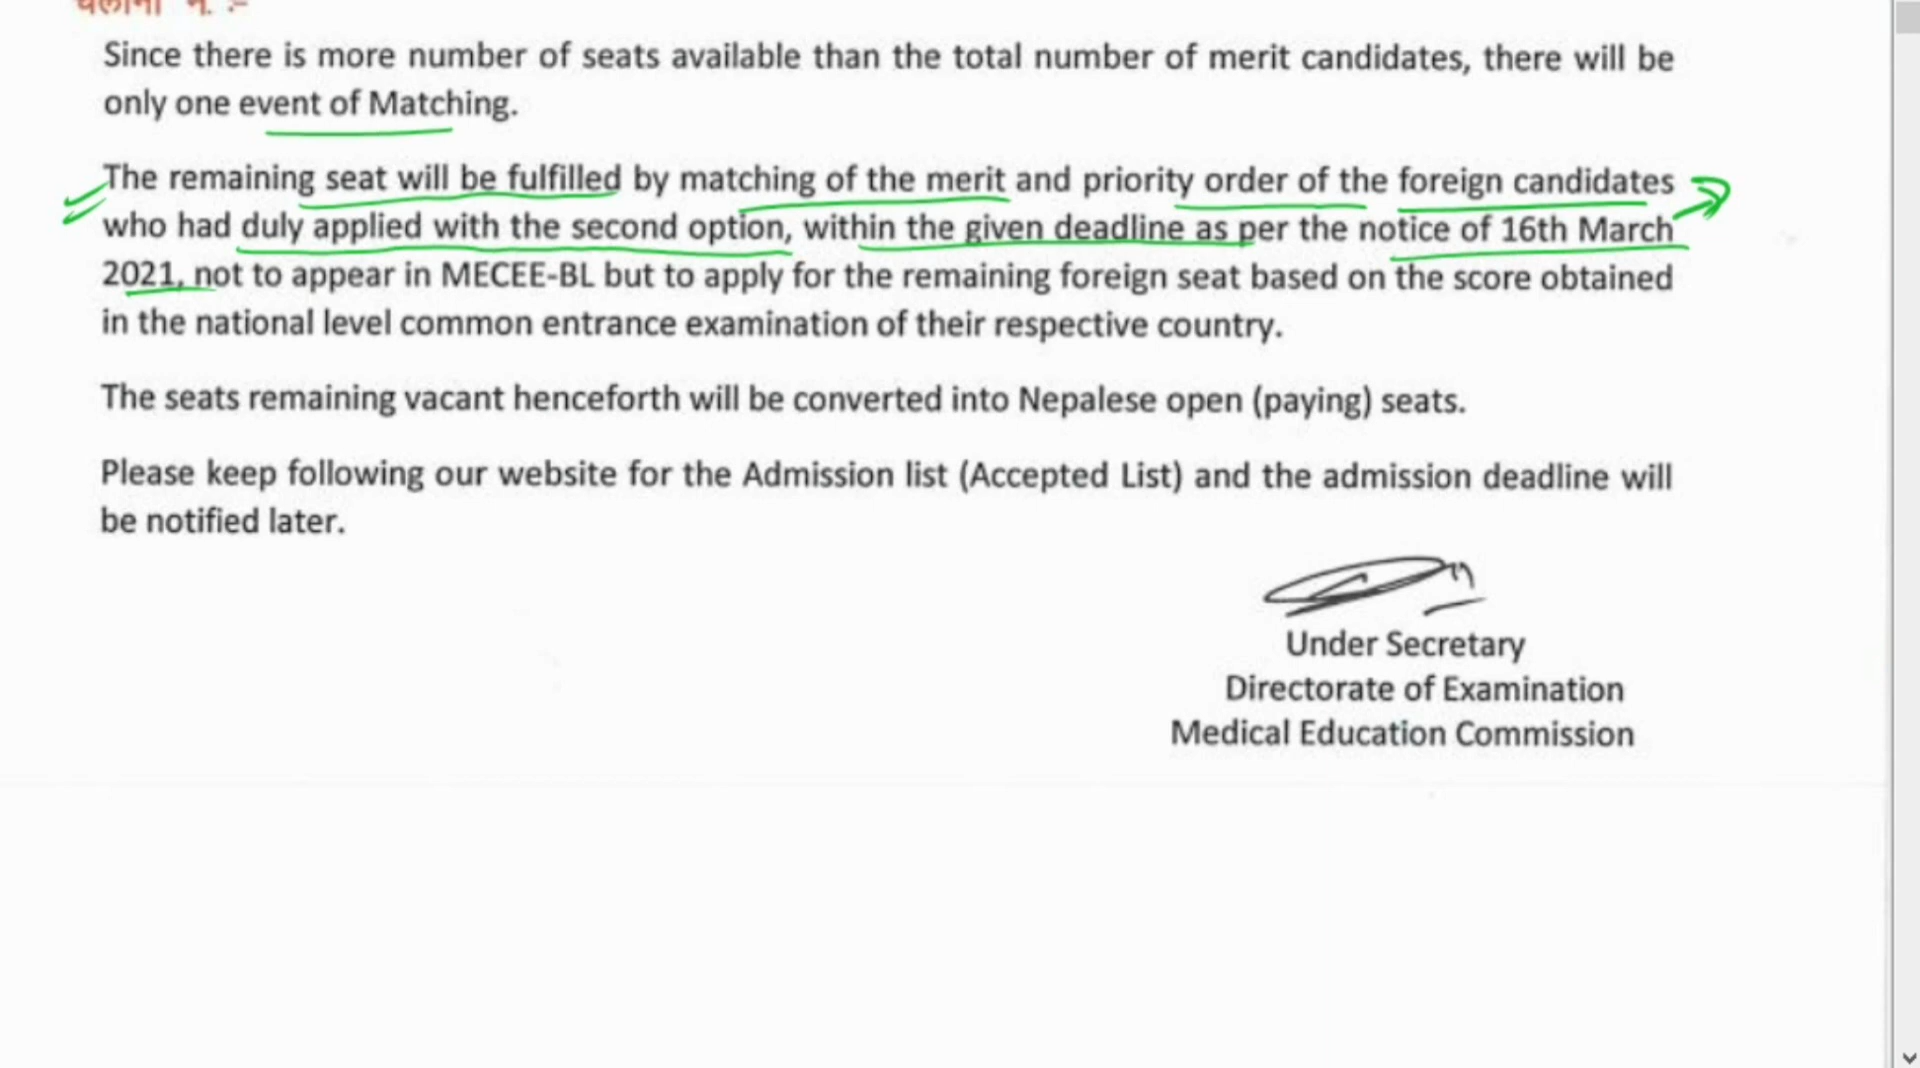 चलानी नं. :-
Since there is more number of seats available than the total number of merit candidates, there will be
only one event of Matching.
The remaining seat will be fulfilled by matching of the merit and priority order of the foreign candidates
who had duly applied with the second option, within the given deadline as per the notice of 16th March
2021, not to appear in MECEE-BL but to apply for the remaining foreign seat based on the score obtained
in the national level common entrance examination of their respective country.
The seats remaining vacant henceforth will be converted into Nepalese open (paying) seats.
Please keep following our website for the Admission list (Accepted List) and the admission deadline will
be notified later.
Under Secretary
Directorate of Examination
Medical Education Commission